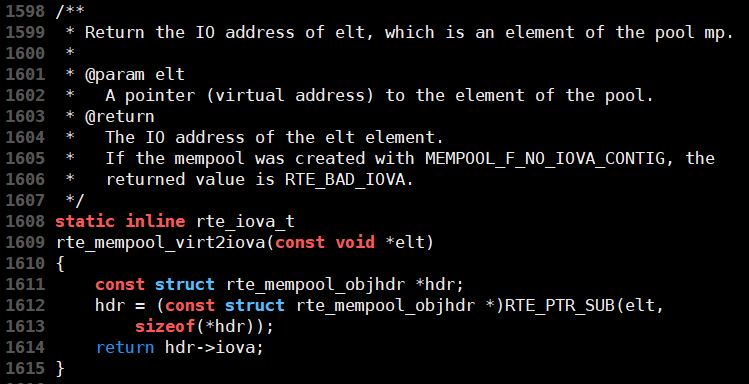 1598 /**
1599  * Return the IO address of elt, which is an element of the pool mp.
1600  *
1601  * @param elt
1602  *   A pointer (virtual address) to the element of the pool.
1603  * @return
1604  *   The IO address of the elt element.
1605  *   If the mempool was created with MEMPOOL_F_NO_IOVA_CONTIG, the
1606  *   returned value is RTE_BAD_IOVA.
1607  */
1608 static inline rte_iova_t
1609 rte_mempool_virt2iova(const void *elt)
1610 {
1611     const struct rte_mempool_objhdr *hdr;
1612     hdr = (const struct rte_mempool_objhdr *)RTE_PTR_SUB(elt,
1613         sizeof(*hdr));
1614     return hdr->iova;
1615 }